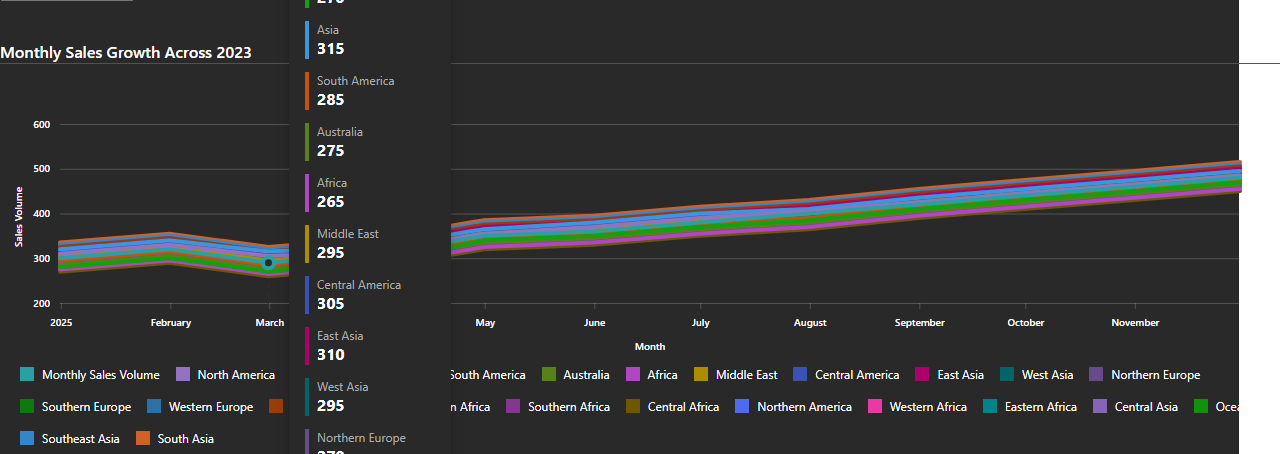 270
Asia
315
Monthly Sales Growth Across 2023
South America
285
Australia
275
Africa
265
Middle East
295
Central America
305
East Asia
310
West Asia
295
Northern Europe
600
500
400
300
200
Sales Volume
2025 February March May June July August September October November
Month
Monthly Sales Volume North America South America Australia Africa Middle East Central America East Asia West Asia Northern Europe
Southern Europe Western Europe n Africa Southern Africa Central Africa Northern America Western Africa Eastern Africa Central Asia Ocea
Southeast Asia South Asia